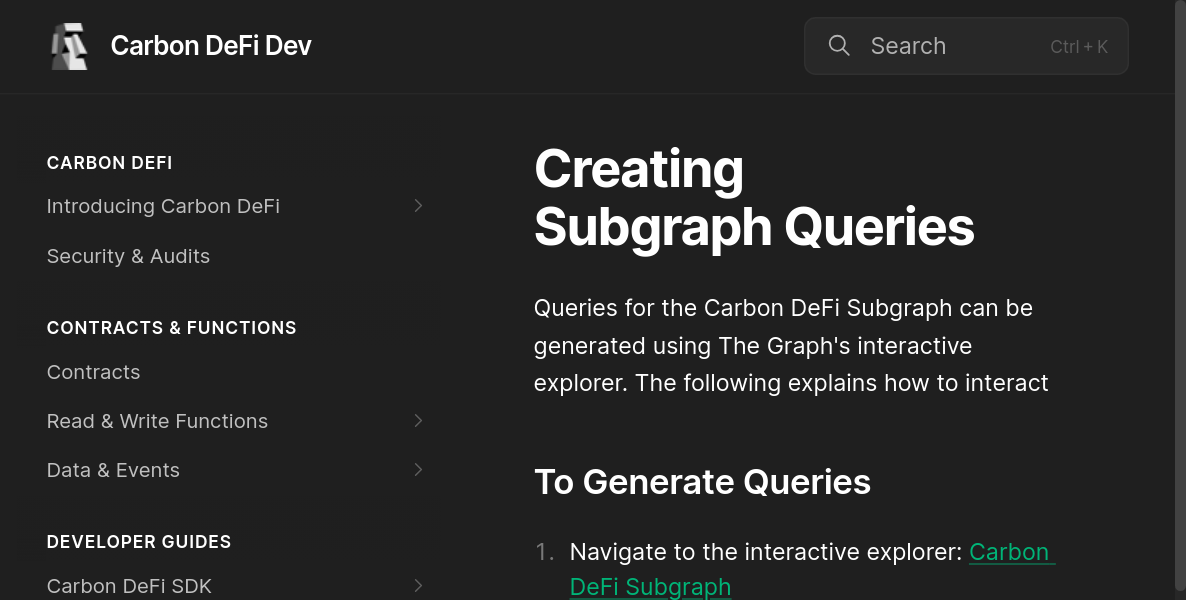 Carbon DeFi Dev
Search
Ctrl + K
CARBON DEFI
Introducing Carbon DeFi
Security & Audits
CONTRACTS & FUNCTIONS
Contracts
Read & Write Functions
Data & Events
DEVELOPER GUIDES
Carbon DeFi SDK
Creating
Subgraph Queries
Queries for the Carbon DeFi Subgraph can be
generated using The Graph's interactive
explorer. The following explains how to interact
To Generate Queries
1. Navigate to the interactive explorer: Carbon
DeFi Subgraph